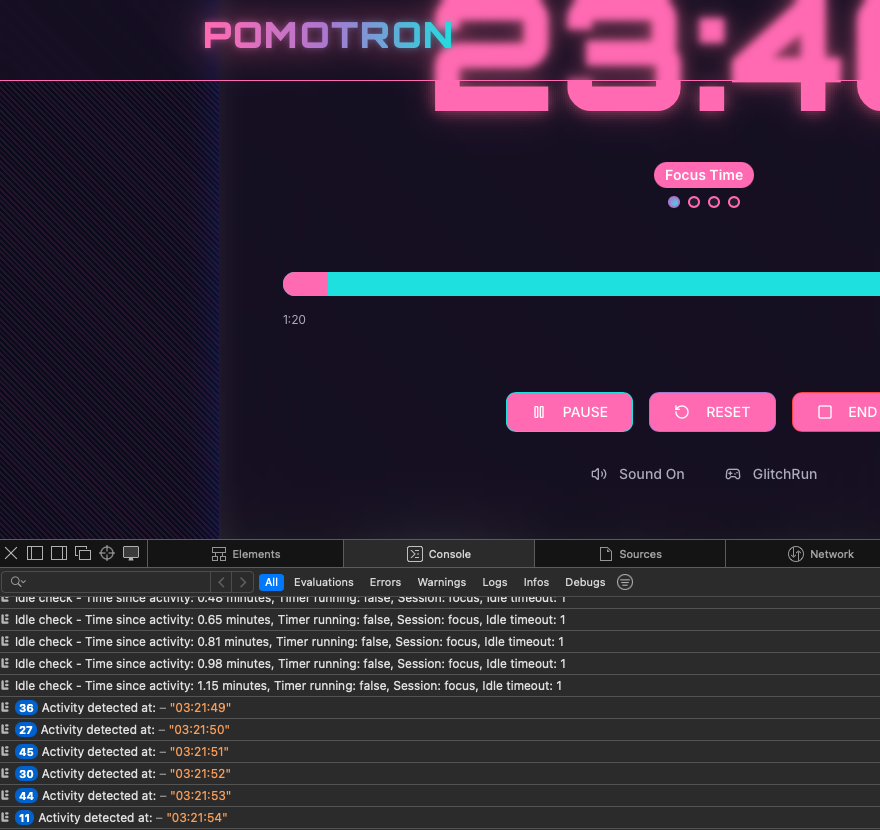 POMOTRON
23:4
Focus Time
1:20
PAUSE RESET END
Sound On GlitchRun
Elements Console Sources Network
All Evaluations Errors Warnings Logs Infos Debugs
Idle check - Time since activity: 0.48 minutes, Timer running: false, Session: focus, Idle timeout: 1
Idle check - Time since activity: 0.65 minutes, Timer running: false, Session: focus, Idle timeout: 1
Idle check - Time since activity: 0.81 minutes, Timer running: false, Session: focus, Idle timeout: 1
Idle check - Time since activity: 0.98 minutes, Timer running: false, Session: focus, Idle timeout: 1
Idle check - Time since activity: 1.15 minutes, Timer running: false, Session: focus, Idle timeout: 1
36 Activity detected at: – "03:21:49"
27 Activity detected at: – "03:21:50"
45 Activity detected at: – "03:21:51"
30 Activity detected at: – "03:21:52"
44 Activity detected at: – "03:21:53"
11 Activity detected at: – "03:21:54"